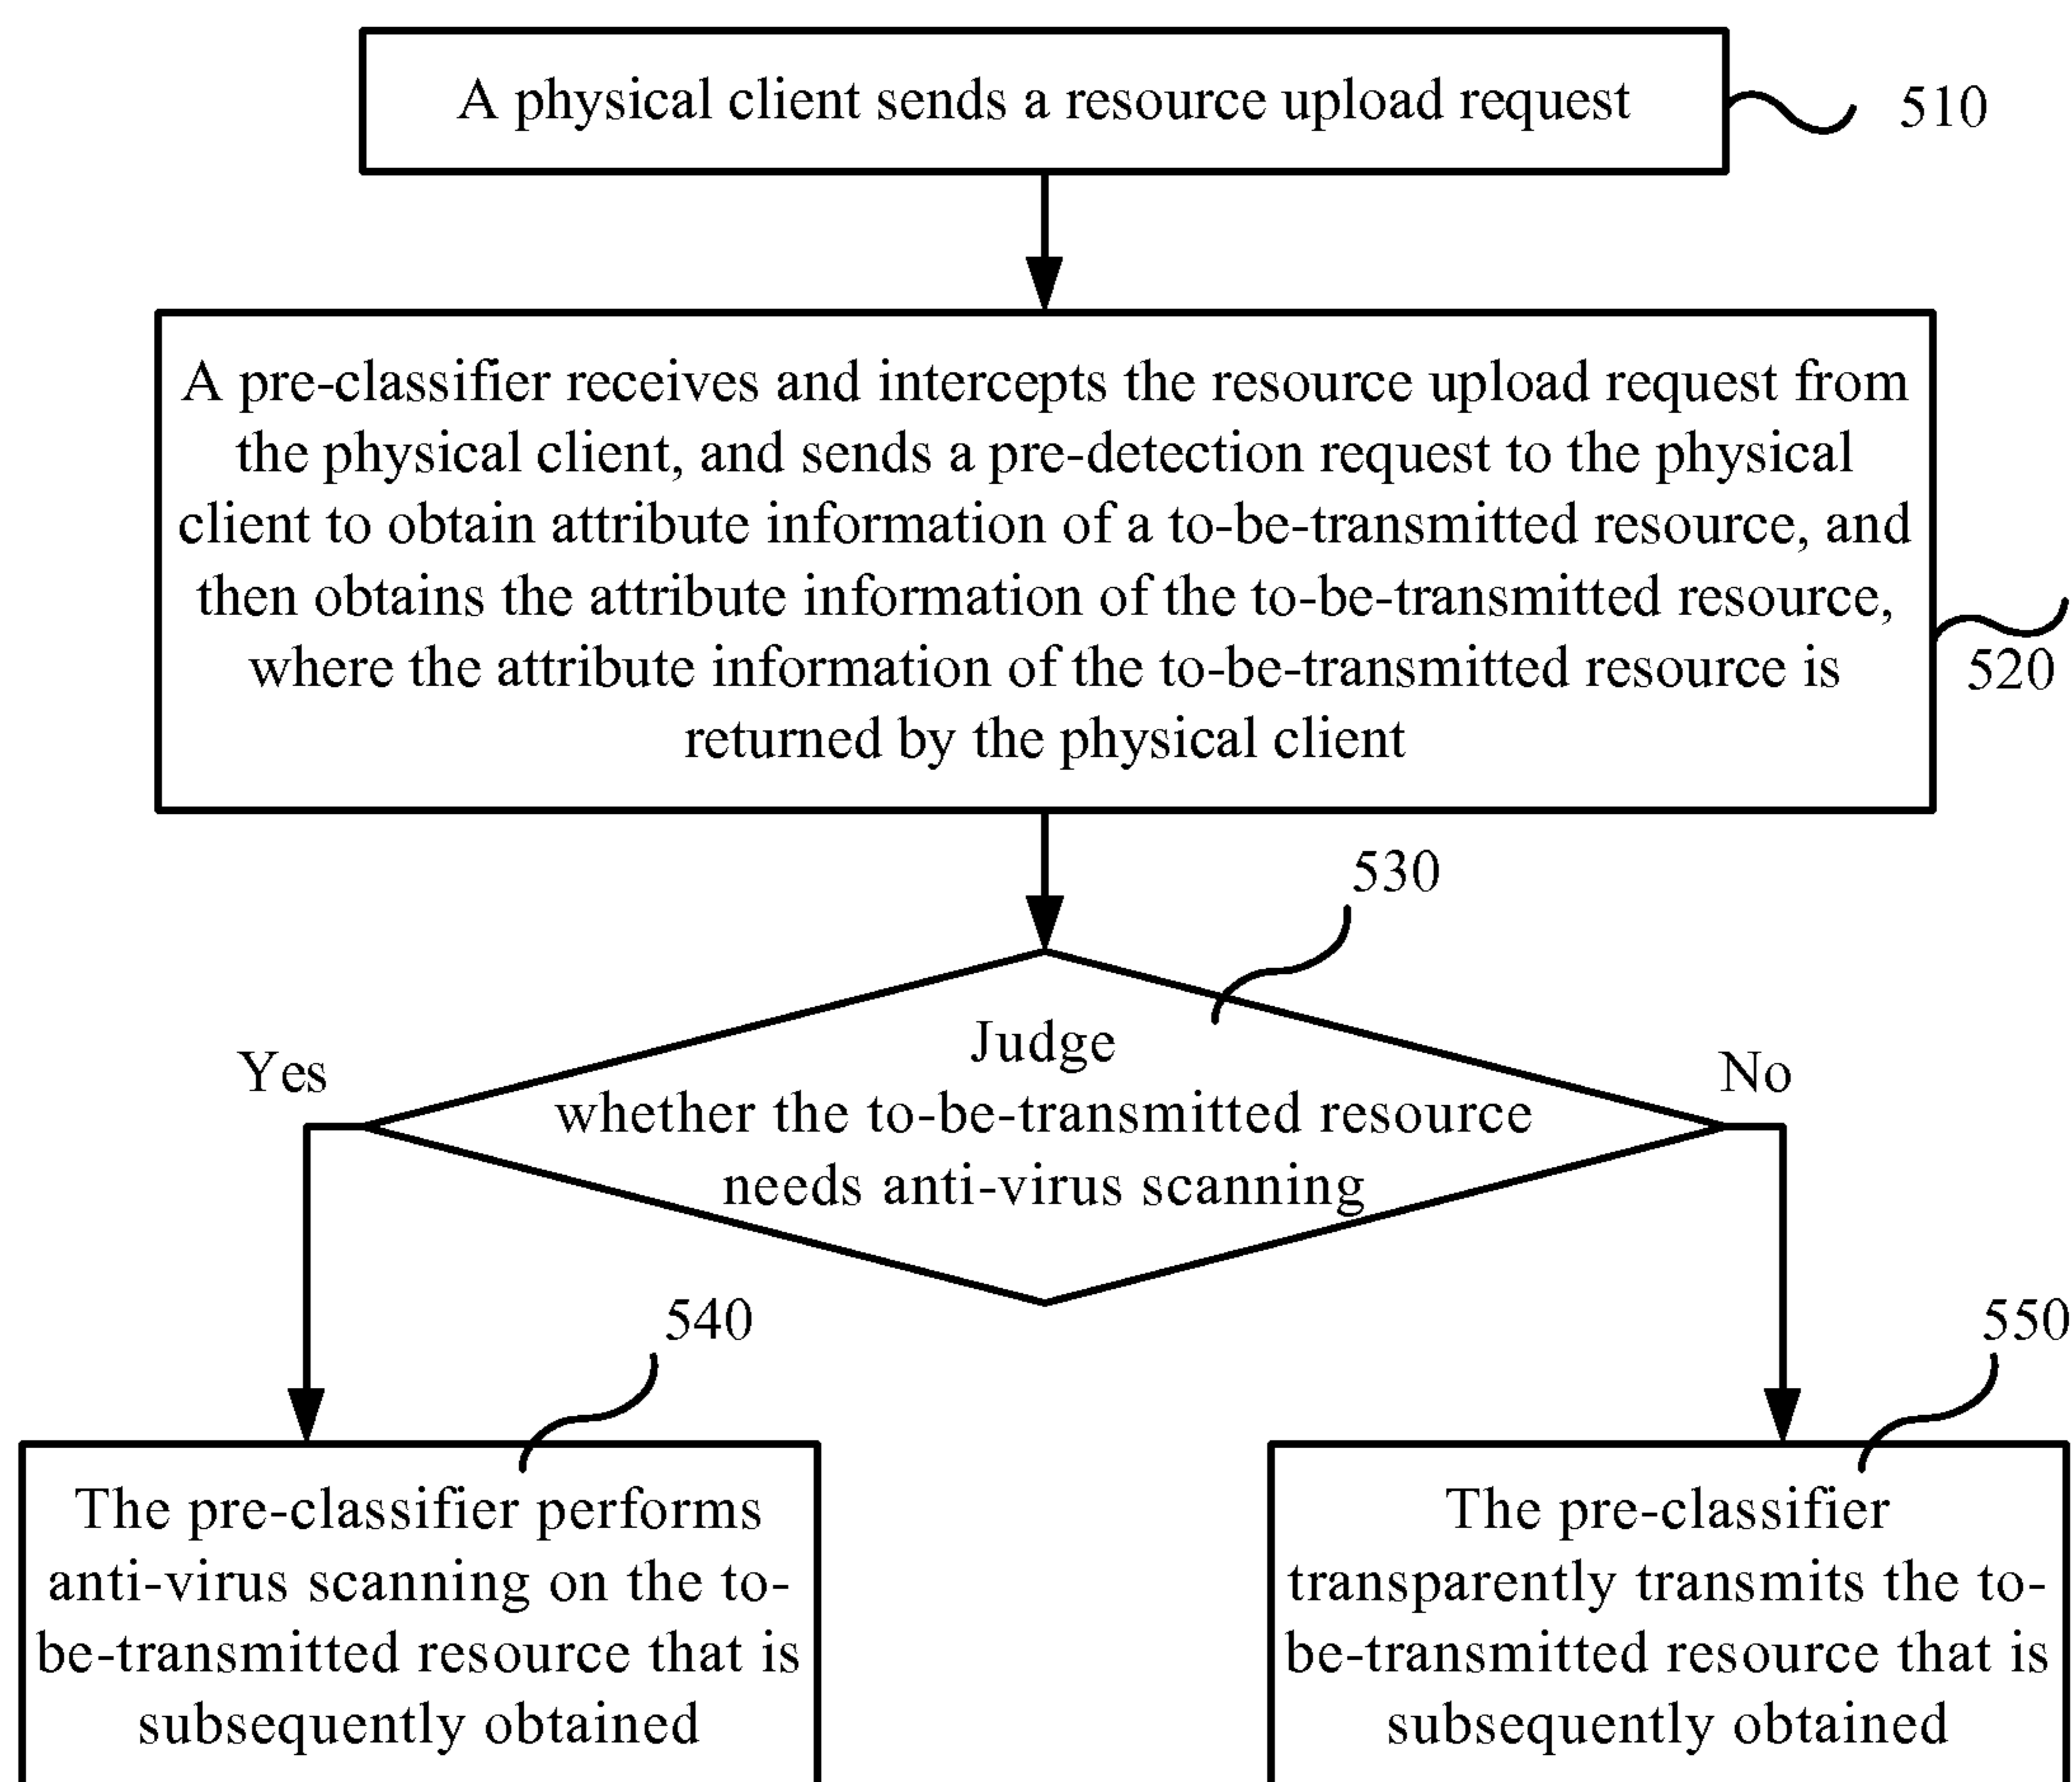 A physical client sends a resource upload request
510
A pre-classifier receives and intercepts the resource upload request from
the physical client, and sends a pre-detection request to the physical
client to obtain attribute information of a to-be-transmitted resource, and
then obtains the attribute information of the to-be-transmitted resource,
where the attribute information of the to-be-transmitted resource is
returned by the physical client
520
530
Judge
whether the to-be-transmitted resource
needs anti-virus scanning
Yes
No
540
The pre-classifier performs
anti-virus scanning on the to-
be-transmitted resource that is
subsequently obtained
550
The pre-classifier
transparently transmits the to-
be-transmitted resource that is
subsequently obtained